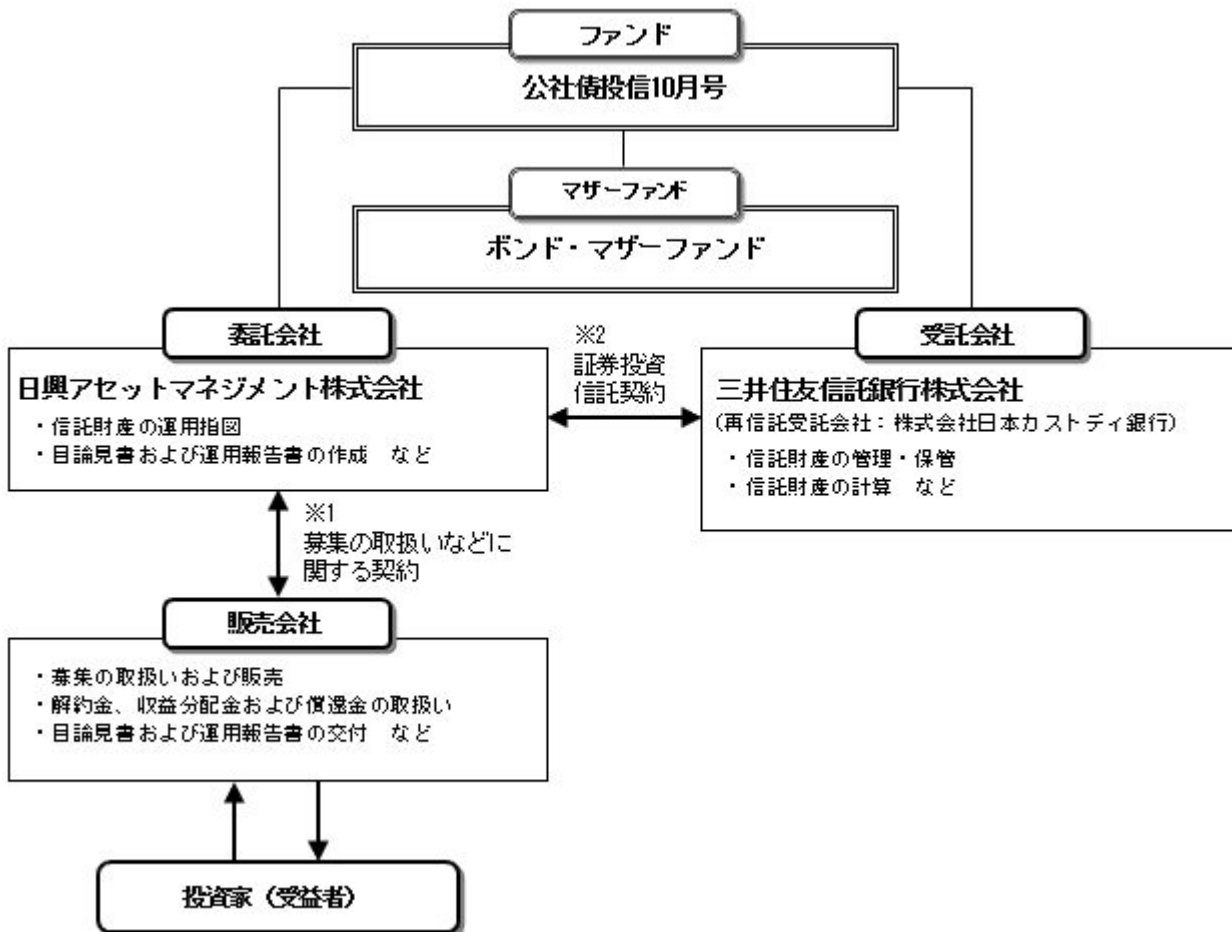 ファンド
公社債投信10月号
マザーファンド
ボンド・マザーファンド
委託会社
日興アセットマネジメント株式会社
・信託財産の運用指図
・目論見書および運用報告書の作成　など
※2
証券投資
信託契約
受託会社
三井住友信託銀行株式会社
(再信託受託会社：株式会社日本カストディ銀行)
・信託財産の管理・保管
・信託財産の計算　など
※1
募集の取扱いなどに
関する契約
販売会社
・募集の取扱いおよび販売
・解約金、収益分配金および償還金の取扱い
・目論見書および運用報告書の交付　など
投資家（受益者）